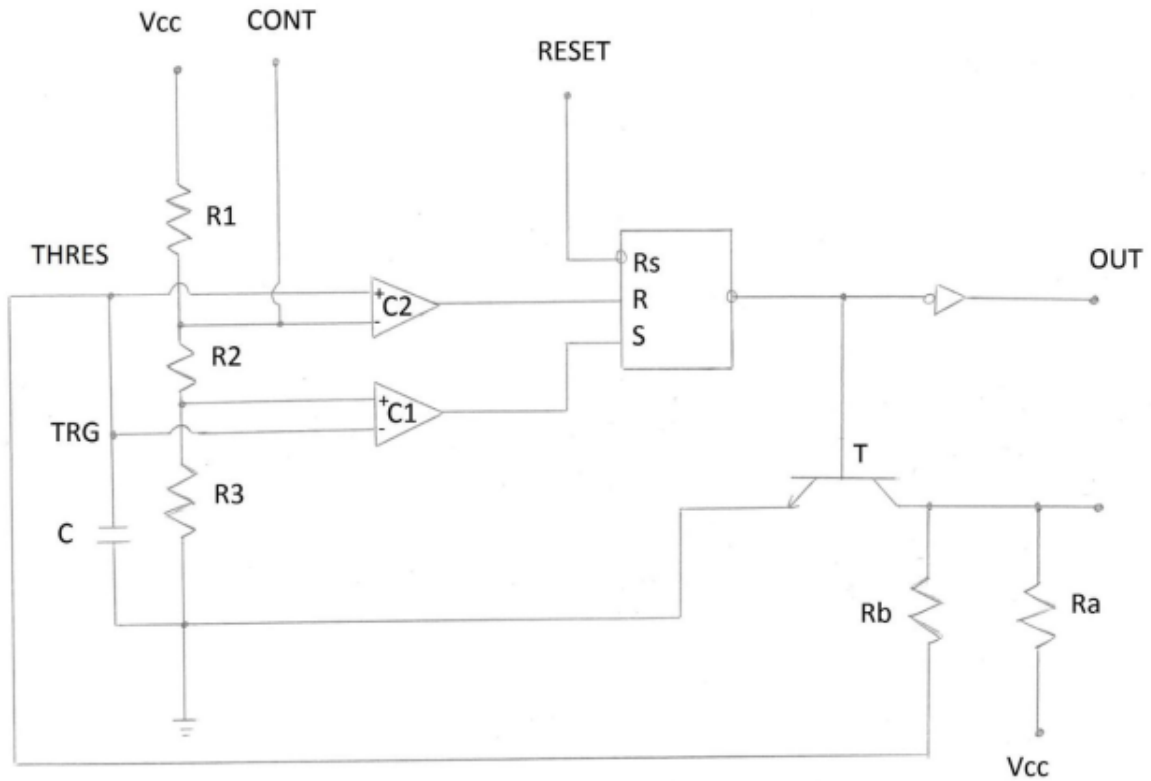 Vcc
CONT
RESET
R1
THRES
+
C2
-
Rs
R
S
OUT
R2
+
C1
-
TRG
T
R3
C
Rb
Ra
Vcc